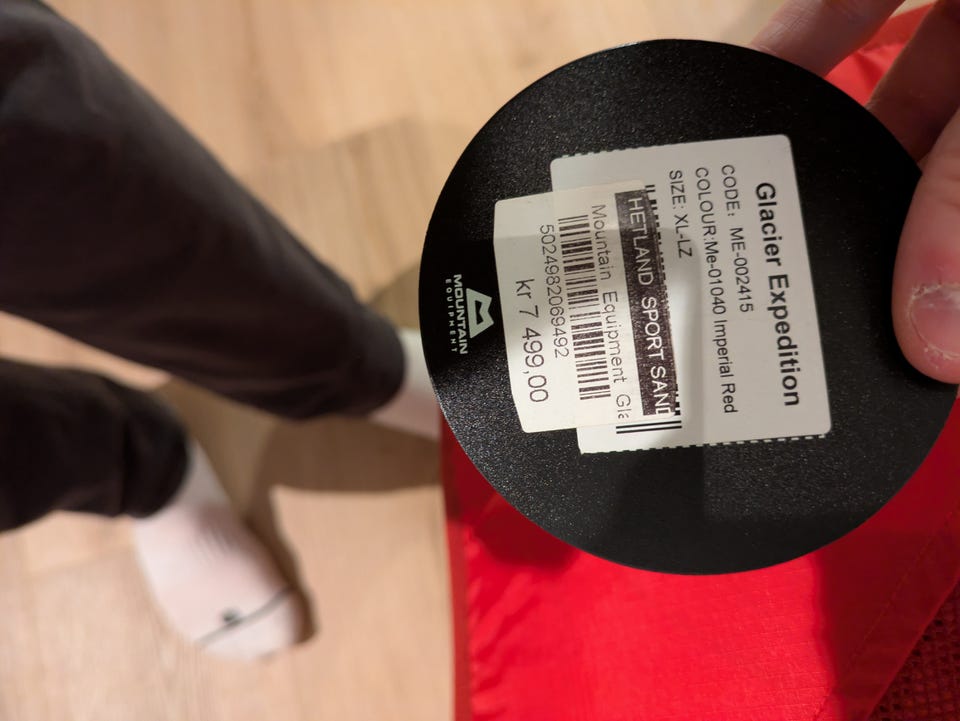 Glacier Expedition
CODE: ME-002415
COLOUR:Me-01040 Imperial Red
SIZE: XL-LZ
HETLAND SPORT SAN
Mountain Equipment Gla
5024982069492
kr 7 499,00
MOUNTAIN
EQUIPMENT